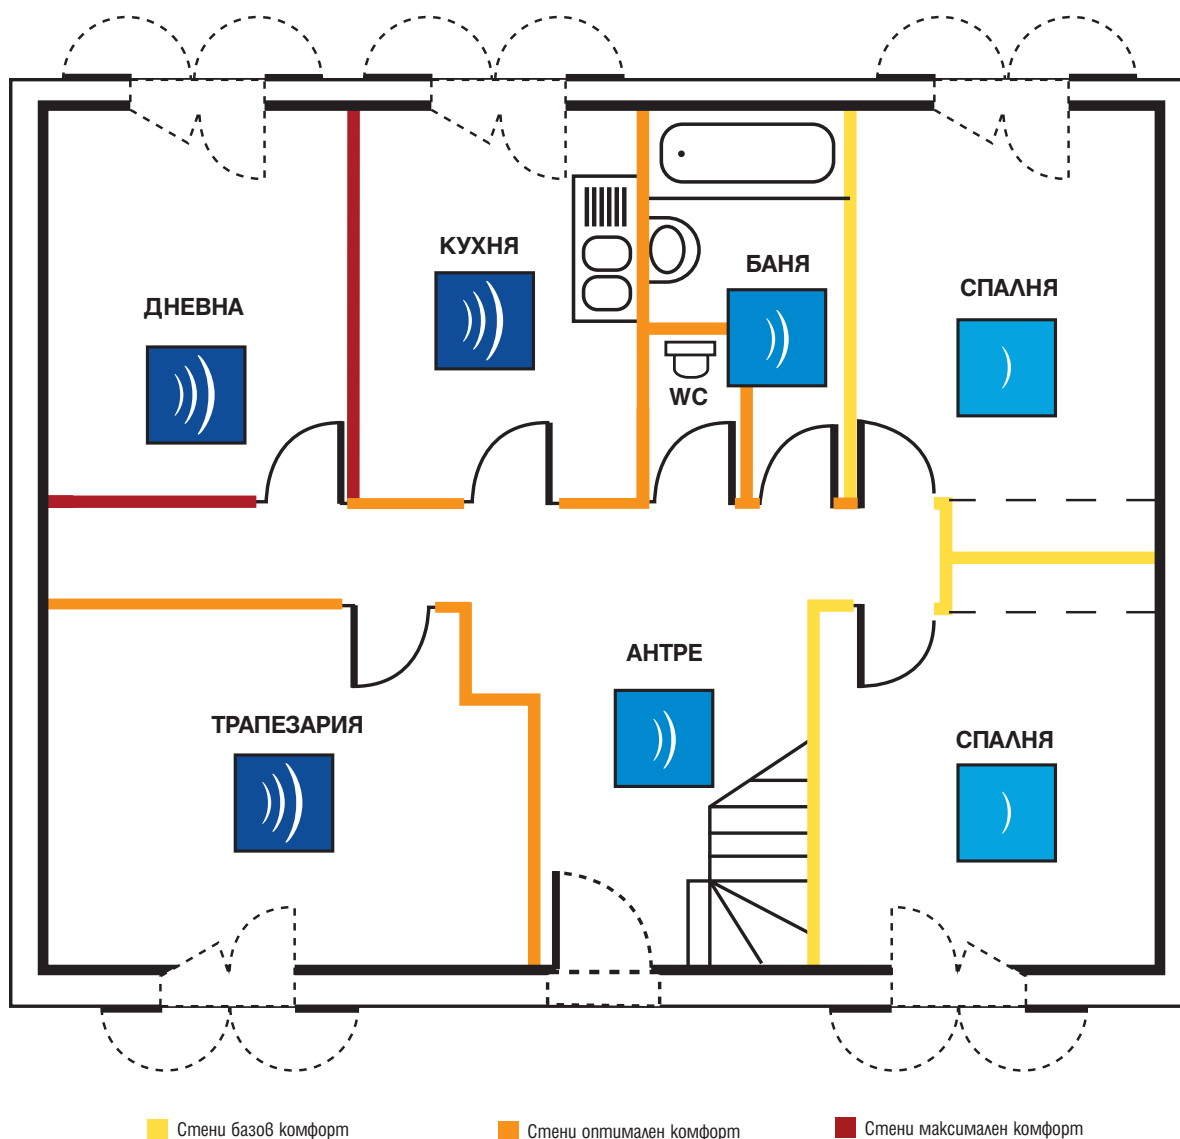 КУХНЯ
БАНЯ
СПАЛНЯ
ДНЕВНА
WC
АНТРЕ
ТРАПЕЗАРИЯ
СПАЛНЯ
Стени базов комфорт
Стени оптимален комфорт
Стени максимален комфорт